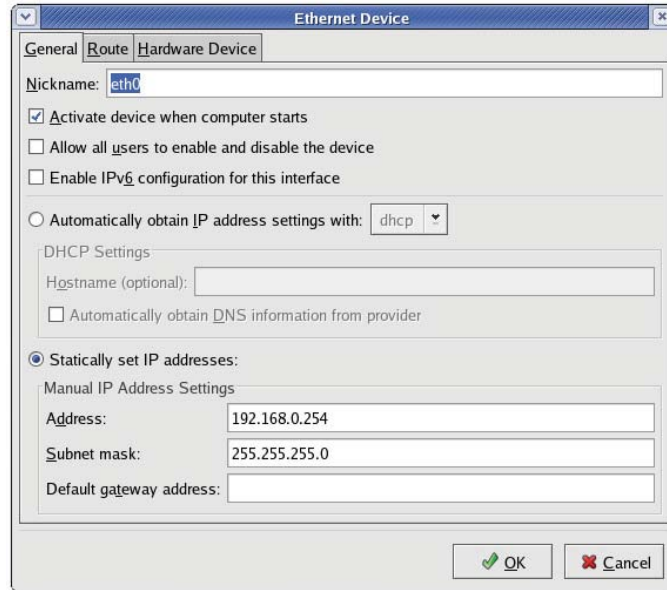 Ethernet Device
General Route Hardware Device
Nickname: eth0
Activate device when computer starts
Allow all users to enable and disable the device
Enable IPv6 configuration for this interface
Automatically obtain IP address settings with: dhcp
DHCP Settings
Hostname (optional):
Automatically obtain DNS information from provider
Statically set IP addresses:
Manual IP Address Settings
Address: 192.168.0.254
Subnet mask: 255.255.255.0
Default gateway address:
OK Cancel